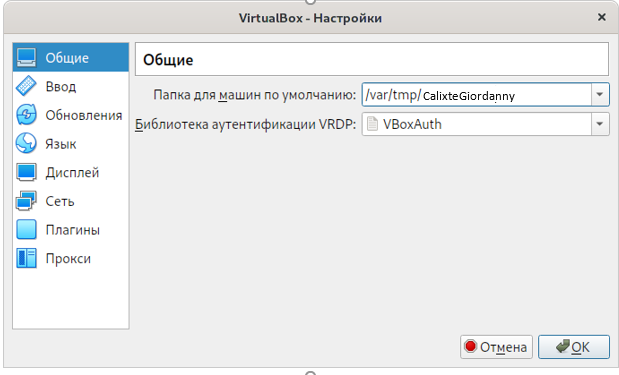 VirtualBox - Настройки
Общие
Ввод
Обновления
Язык
Дисплей
Сеть
Плагины
Прокси
Общие
Папка для машин по умолчанию: /var/tmp/CalixteGiordanny
Библиотека аутентификации VRDP: VBoxAuth
Отмена OK